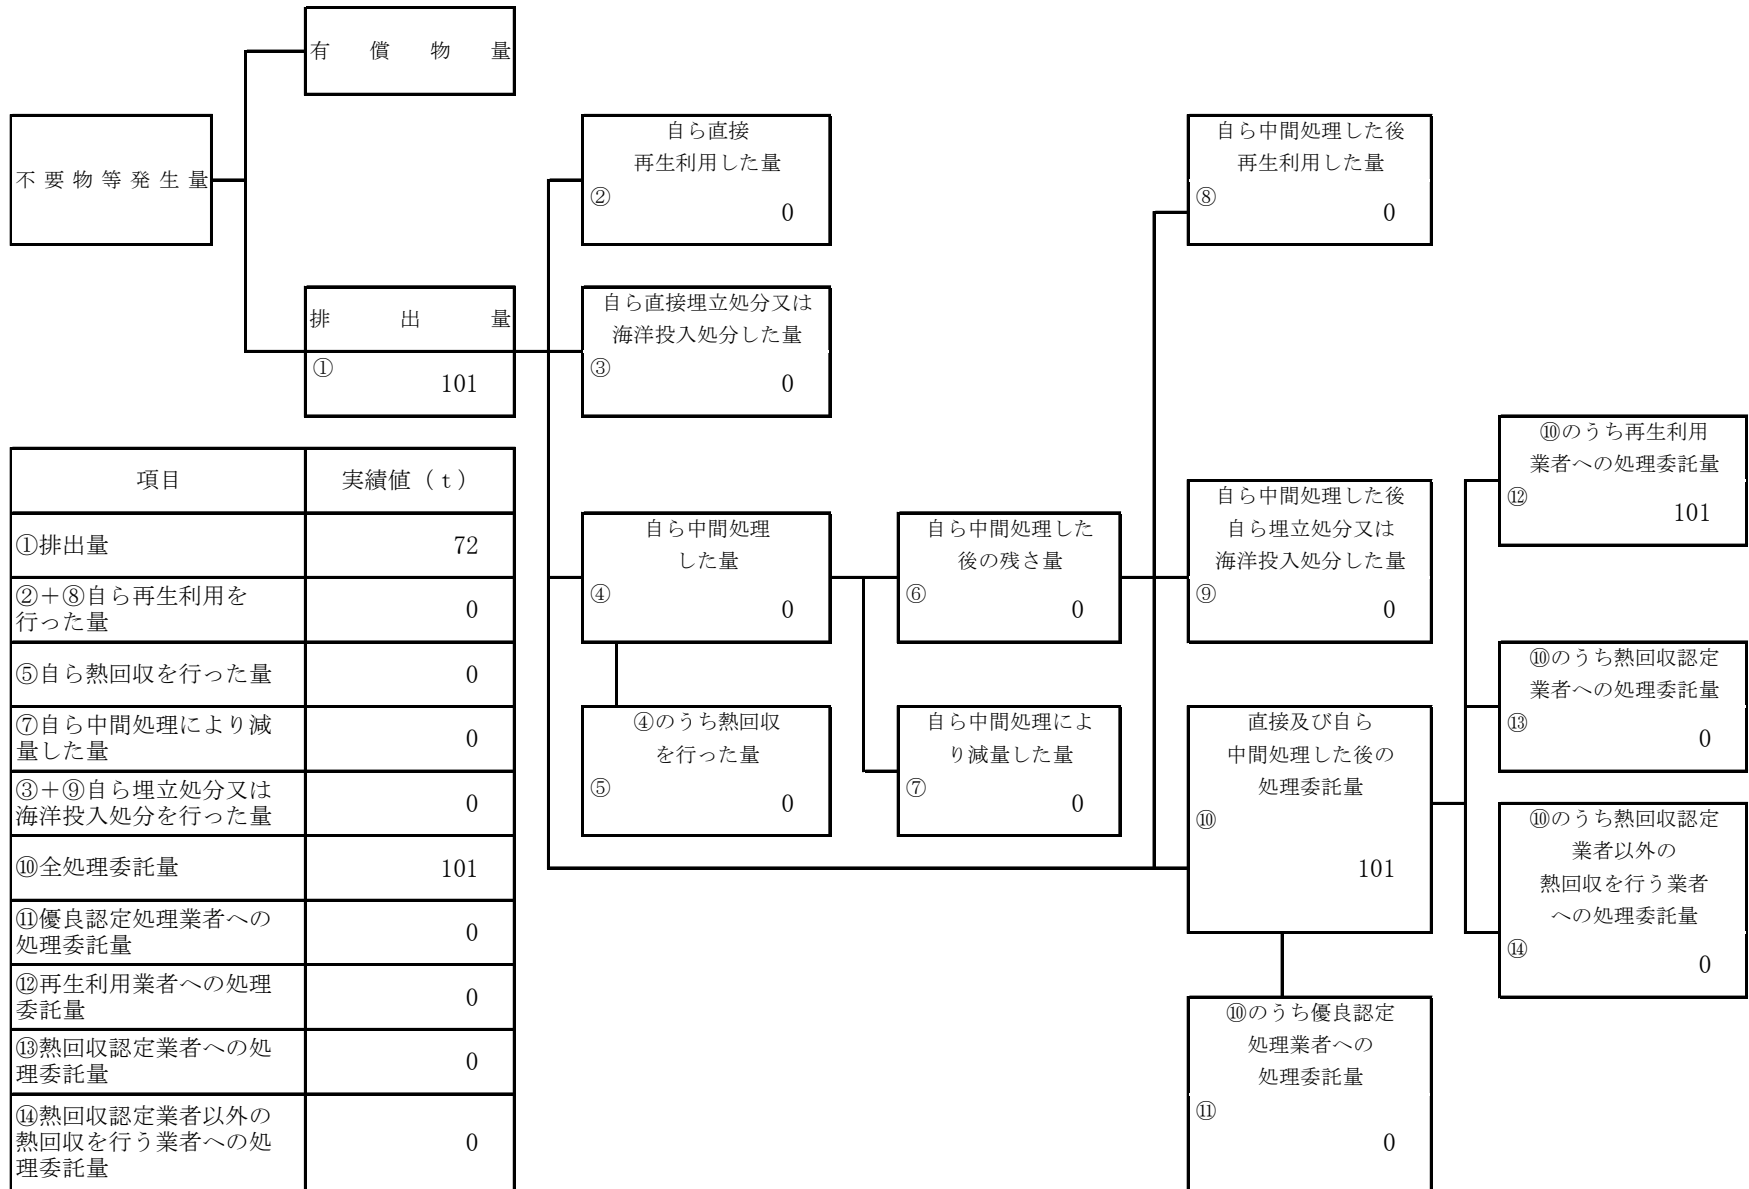 有償物量
不要物等発生量
自ら直接
再生利用した量
②
0
自ら中間処理した後
再生利用した量
⑧
0
排出量
①
101
自ら直接埋立処分又は
海洋投入処分した量
③
0
項目
実績値（ｔ）
①排出量
72
②＋⑧自ら再生利用を
行った量
0
⑤自ら熱回収を行った量
0
⑦自ら中間処理により減
量した量
0
③＋⑨自ら埋立処分又は
海洋投入処分を行った量
0
⑩全処理委託量
101
⑪優良認定処理業者への
処理委託量
0
⑫再生利用業者への処理
委託量
0
⑬熱回収認定業者への処
理委託量
0
⑭熱回収認定業者以外の
熱回収を行う業者への処
理委託量
0
自ら中間処理
した量
④
0
④のうち熱回収
を行った量
⑤
0
自ら中間処理した
後の残さ量
⑥
0
自ら中間処理によ
り減量した量
⑦
0
自ら中間処理した後
自ら埋立処分又は
海洋投入処分した量
⑨
0
直接及び自ら
中間処理した後の
処理委託量
⑩
101
⑩のうち優良認定
処理業者への
処理委託量
⑪
0
⑩のうち再生利用
業者への処理委託量
⑫
101
⑩のうち熱回収認定
業者への処理委託量
⑬
0
⑩のうち熱回収認定
業者以外の
熱回収を行う業者
への処理委託量
⑭
0